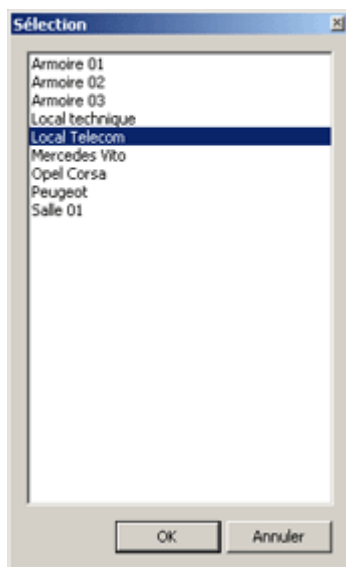 Sélection
Armoire 01
Armoire 02
Armoire 03
Local technique
Local Telecom
Mercedes Vito
Opel Corsa
Peugeot
Salle 01
OK
Annuler